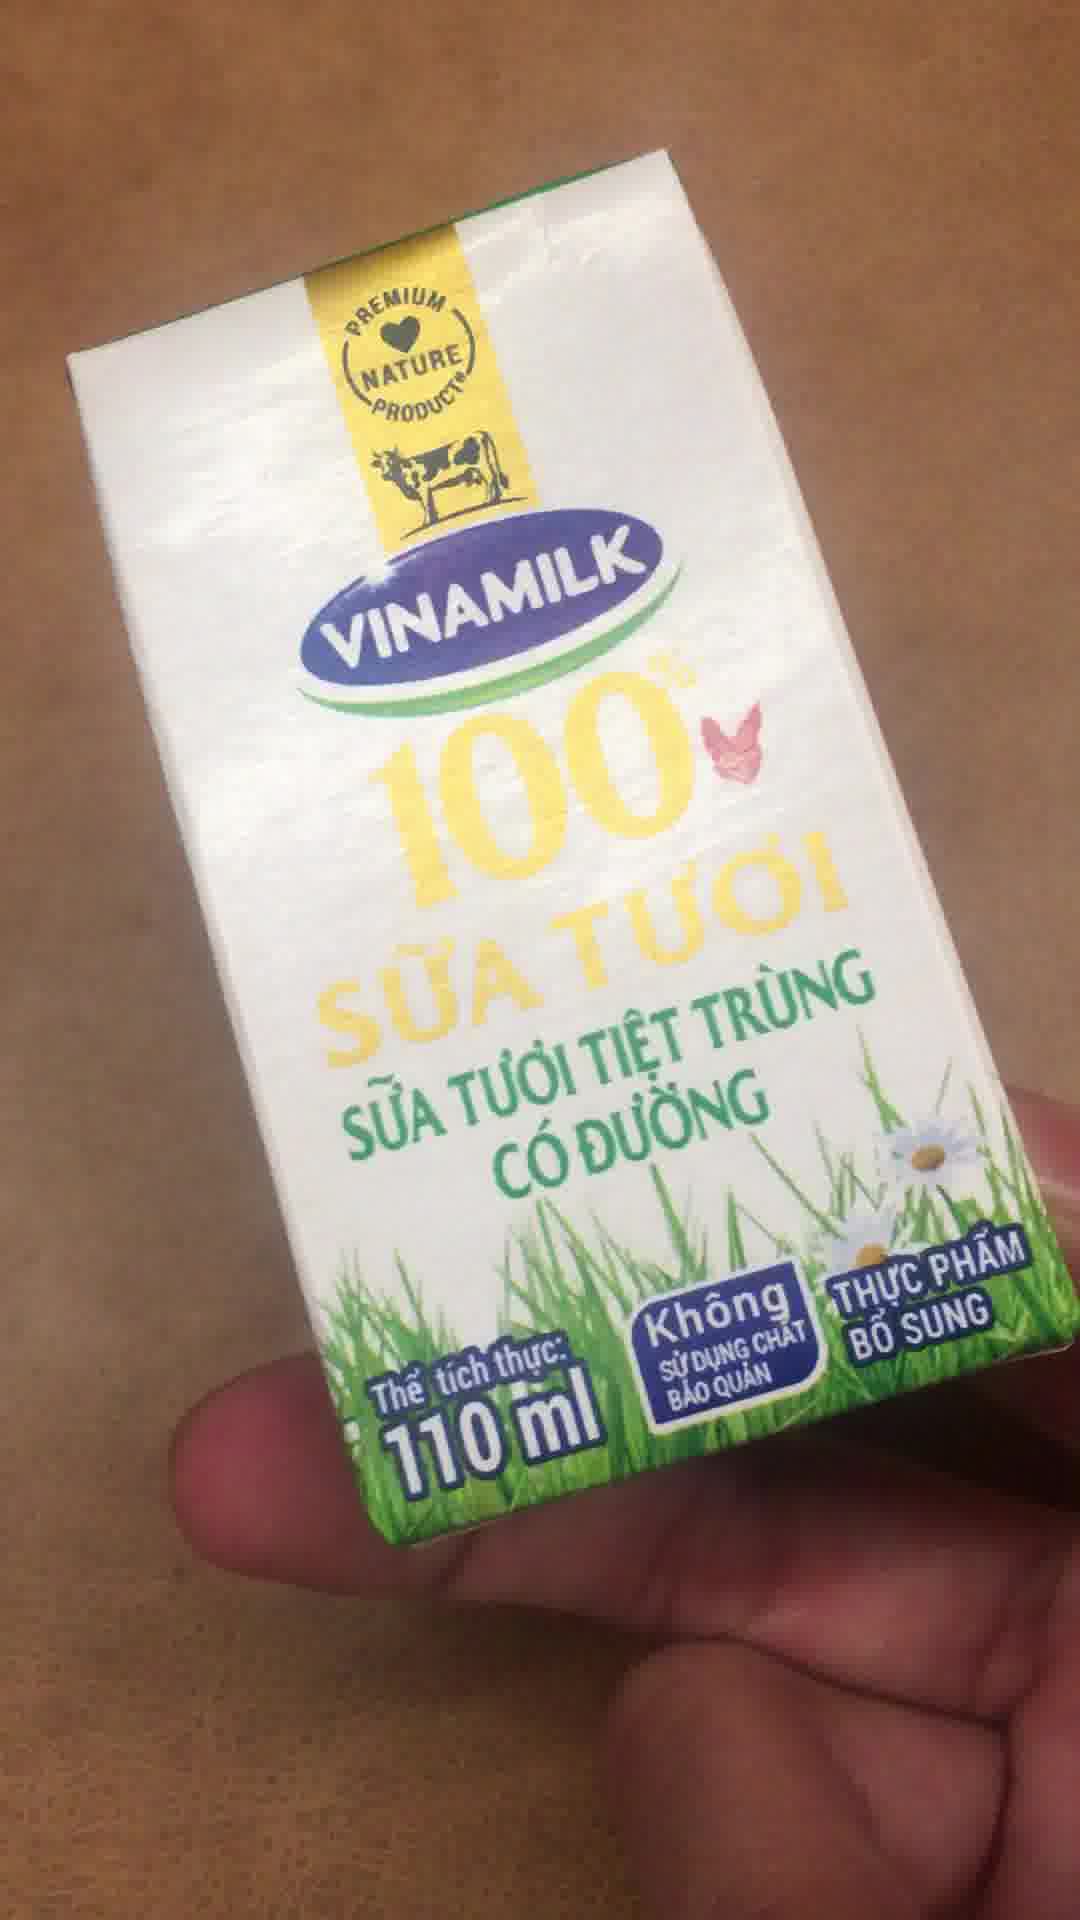 PREMIUM
NATURE
PRODUCT
VINAMILK
100%
SỮA TƯƠI
SỮA TƯƠI TIỆT TRÙNG
CÓ ĐƯỜNG
Thể tích thực:
110 ml
Không
SỬ DỤNG CHẤT
BẢO QUẢN
THỰC PHẨM
BỔ SUNG